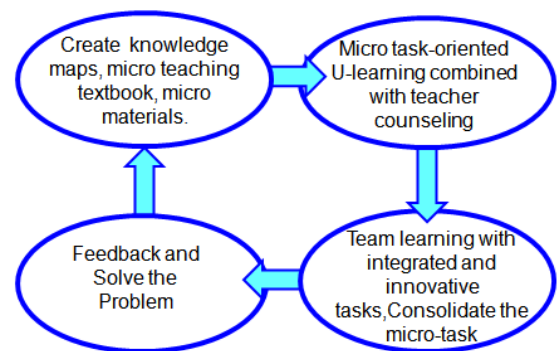 Create knowledge
maps, micro teaching
textbook, micro
materials.
Micro task-oriented
U-learning combined
with teacher
counseling
Team learning with
integrated and
innovative
tasks,Consolidate the
micro-task
Feedback and
Solve the
Problem